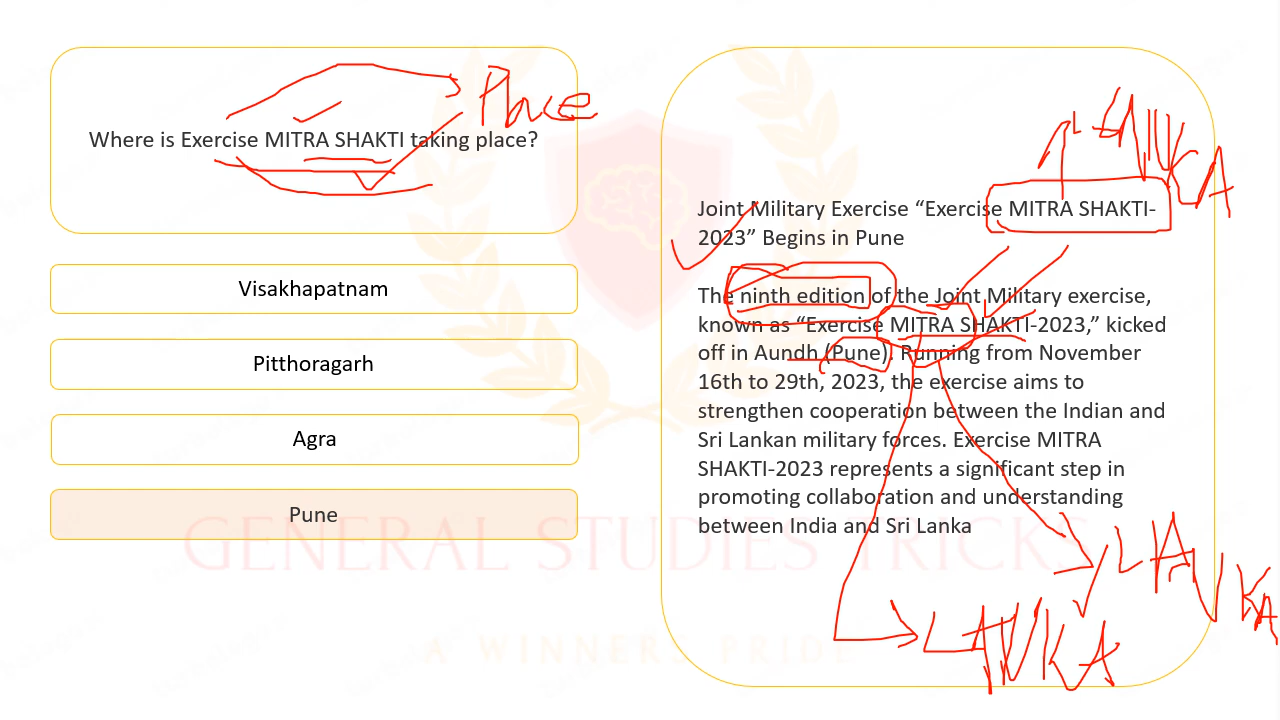 Where is Exercise MITRA SHAKTI taking place?
Place
Visakhapatnam
Pitthoragarh
Agra
Pune
LANKA
Joint Military Exercise “Exercise MITRA SHAKTI-
2023” Begins in Pune
The ninth edition of the Joint Military exercise,
known as “Exercise MITRA SHAKTI-2023,” kicked
off in Aundh (Pune). Running from November
16th to 29th, 2023, the exercise aims to
strengthen cooperation between the Indian and
Sri Lankan military forces. Exercise MITRA
SHAKTI-2023 represents a significant step in
promoting collaboration and understanding
between India and Sri Lanka
LANKA
LANKA
GENERAL STUDIES TRICKS
A WINNERS PRIDE